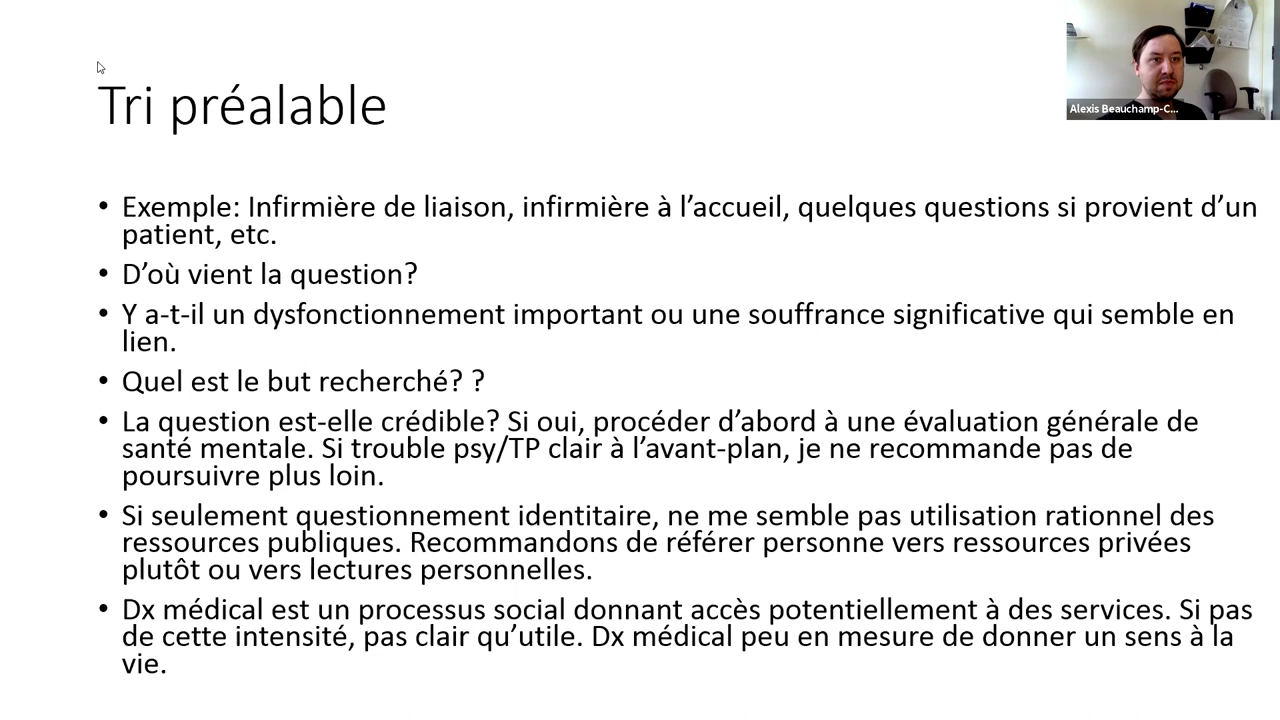 Tri préalable
Alexis Beauchamp-C...
• Exemple: Infirmière de liaison, infirmière à l’accueil, quelques questions si provient d’un
patient, etc.
• D’où vient la question?
• Y a-t-il un dysfonctionnement important ou une souffrance significative qui semble en
lien.
• Quel est le but recherché? ?
• La question est-elle crédible? Si oui, procéder d’abord à une évaluation générale de
santé mentale. Si trouble psy/TP clair à l’avant-plan, je ne recommande pas de
poursuivre plus loin.
• Si seulement questionnement identitaire, ne me semble pas utilisation rationnel des
ressources publiques. Recommandons de référer personne vers ressources privées
plutôt ou vers lectures personnelles.
• Dx médical est un processus social donnant accès potentiellement à des services. Si pas
de cette intensité, pas clair qu’utile. Dx médical peu en mesure de donner un sens à la
vie.